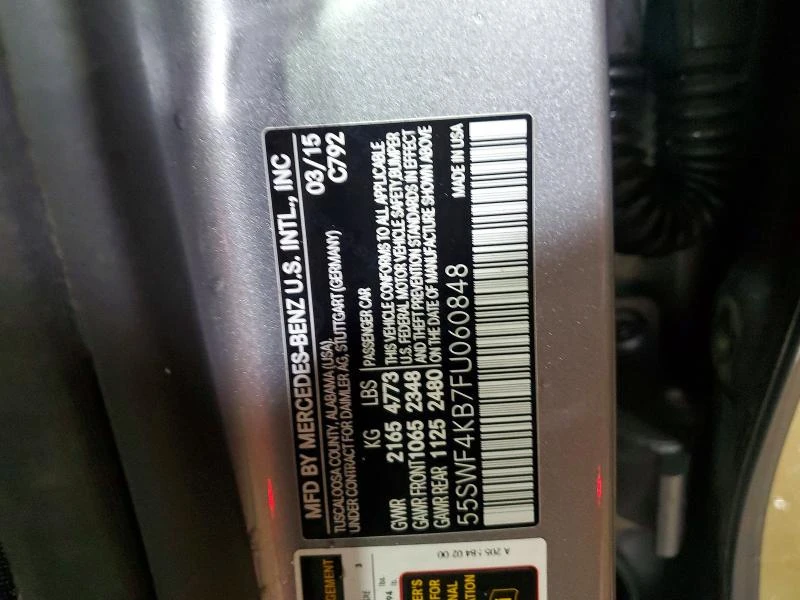 MFD BY MERCEDES-BENZ U.S. INTL., INC
03/15
C792
TUSCALOOSA COUNTY, ALABAMA (USA)
UNDER CONTRACT FOR DAIMLER AG, STUTTGART (GERMANY)
KG LBS PASSENGER CAR
GVWR 2165 4773 THIS VEHICLE CONFORMS TO ALL APPLICABLE
GAWR FRONT 1065 2348 U.S. FEDERAL MOTOR VEHICLE SAFETY, BUMPER
GAWR REAR 1125 2480 AND THEFT PREVENTION STANDARDS IN EFFECT
ON THE DATE OF MANUFACTURE SHOWN ABOVE
MADE IN USA
55SWF4KB7FU060848
A 205 584 02 00
3
lbs.